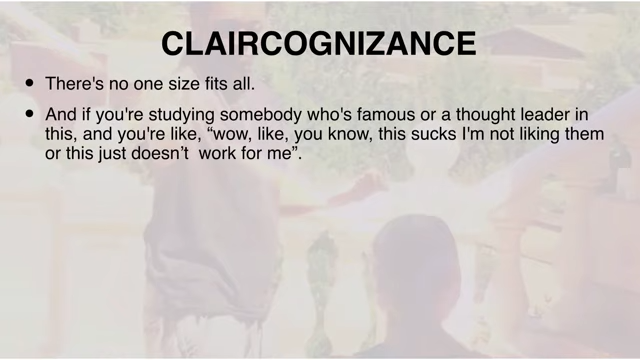 CLAIRCOGNIZANCE
• There's no one size fits all.
• And if you're studying somebody who's famous or a thought leader in
this, and you're like, “wow, like, you know, this sucks I'm not liking them
or this just doesn’t  work for me”.